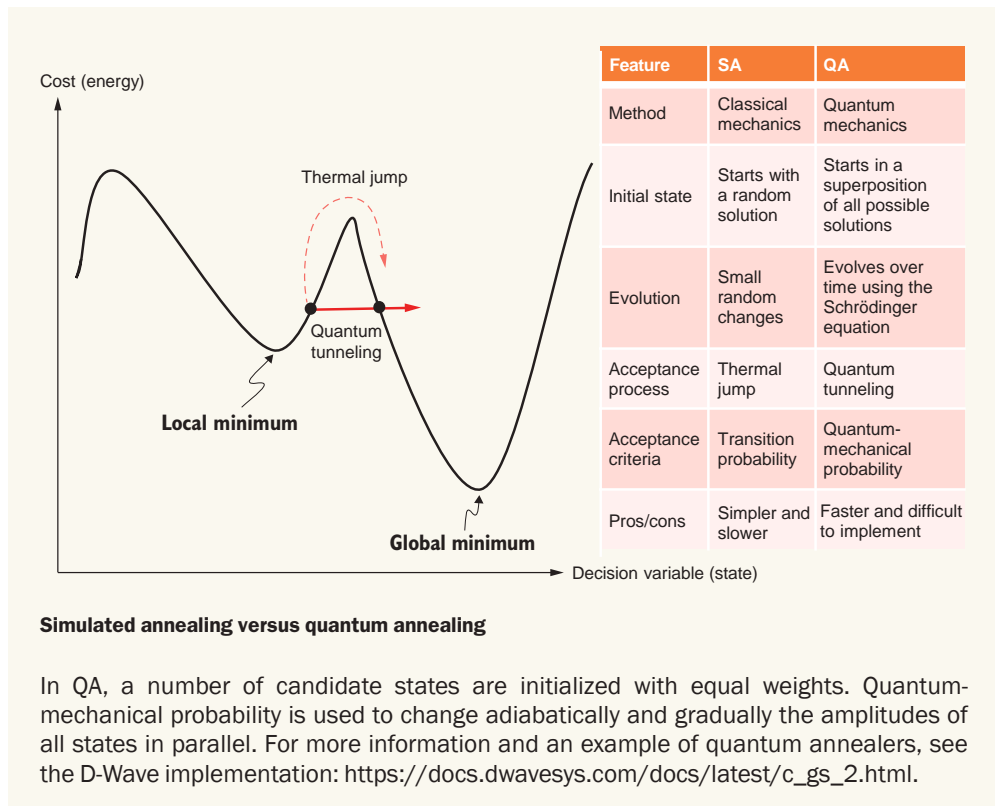 Cost (energy)
Thermal jump
Quantum
tunneling
Local minimum
Global minimum
Decision variable (state)
Feature SA QA
Method Classical mechanics Quantum mechanics
Initial state Starts with a random solution Starts in a superposition of all possible solutions
Evolution Small random changes Evolves over time using the Schrödinger equation
Acceptance process Thermal jump Quantum tunneling
Acceptance criteria Transition probability Quantum-mechanical probability
Pros/cons Simpler and slower Faster and difficult to implement
Simulated annealing versus quantum annealing
In QA, a number of candidate states are initialized with equal weights. Quantum-
mechanical probability is used to change adiabatically and gradually the amplitudes of
all states in parallel. For more information and an example of quantum annealers, see
the D-Wave implementation: https://docs.dwavesys.com/docs/latest/c_gs_2.html.